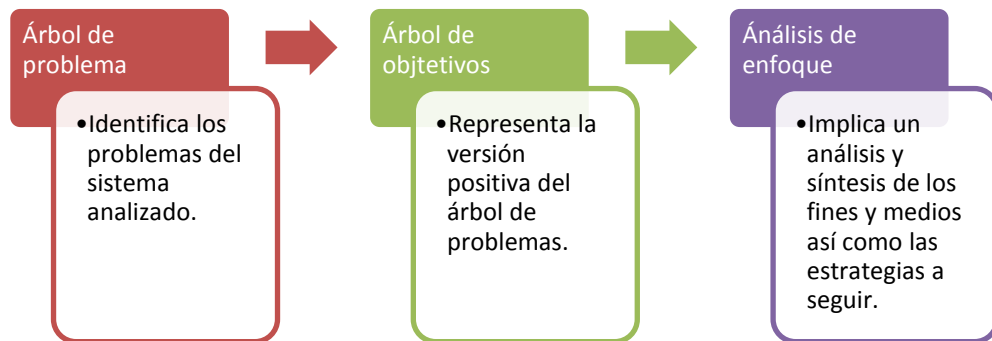 Árbol de
problema
•Identifica los
problemas del
sistema
analizado.
Árbol de
objtetivos
•Representa la
versión
positiva del
árbol de
problemas.
Ánálisis de
enfoque
•Implica un
análisis y
síntesis de los
fines y medios
así como las
estrategias a
seguir.